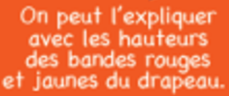 On peut l'expliquer
avec les hauteurs
des bandes rouges
et jaunes du drapeau.